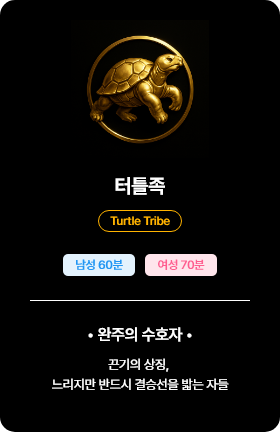 터틀족
Turtle Tribe
남성 60분 여성 70분
• 완주의 수호자 •
끈기의 상징,
느리지만 반드시 결승선을 밟는 자들